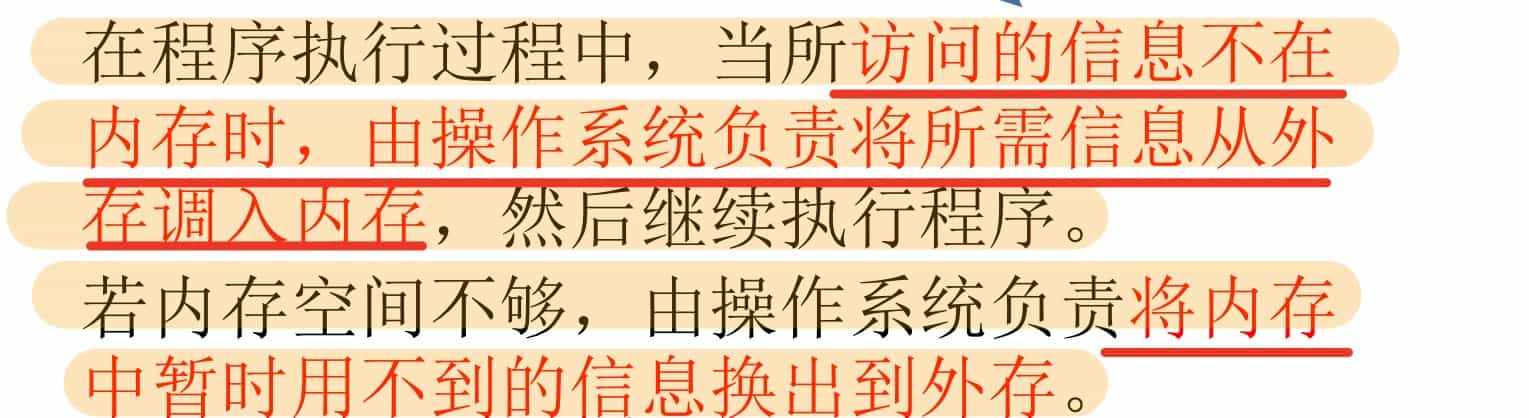 在程序执行过程中，当所访问的信息不在
内存时，由操作系统负责将所需信息从外
存调入内存，然后继续执行程序。
若内存空间不够，由操作系统负责将内存
中暂时用不到的信息换出到外存。